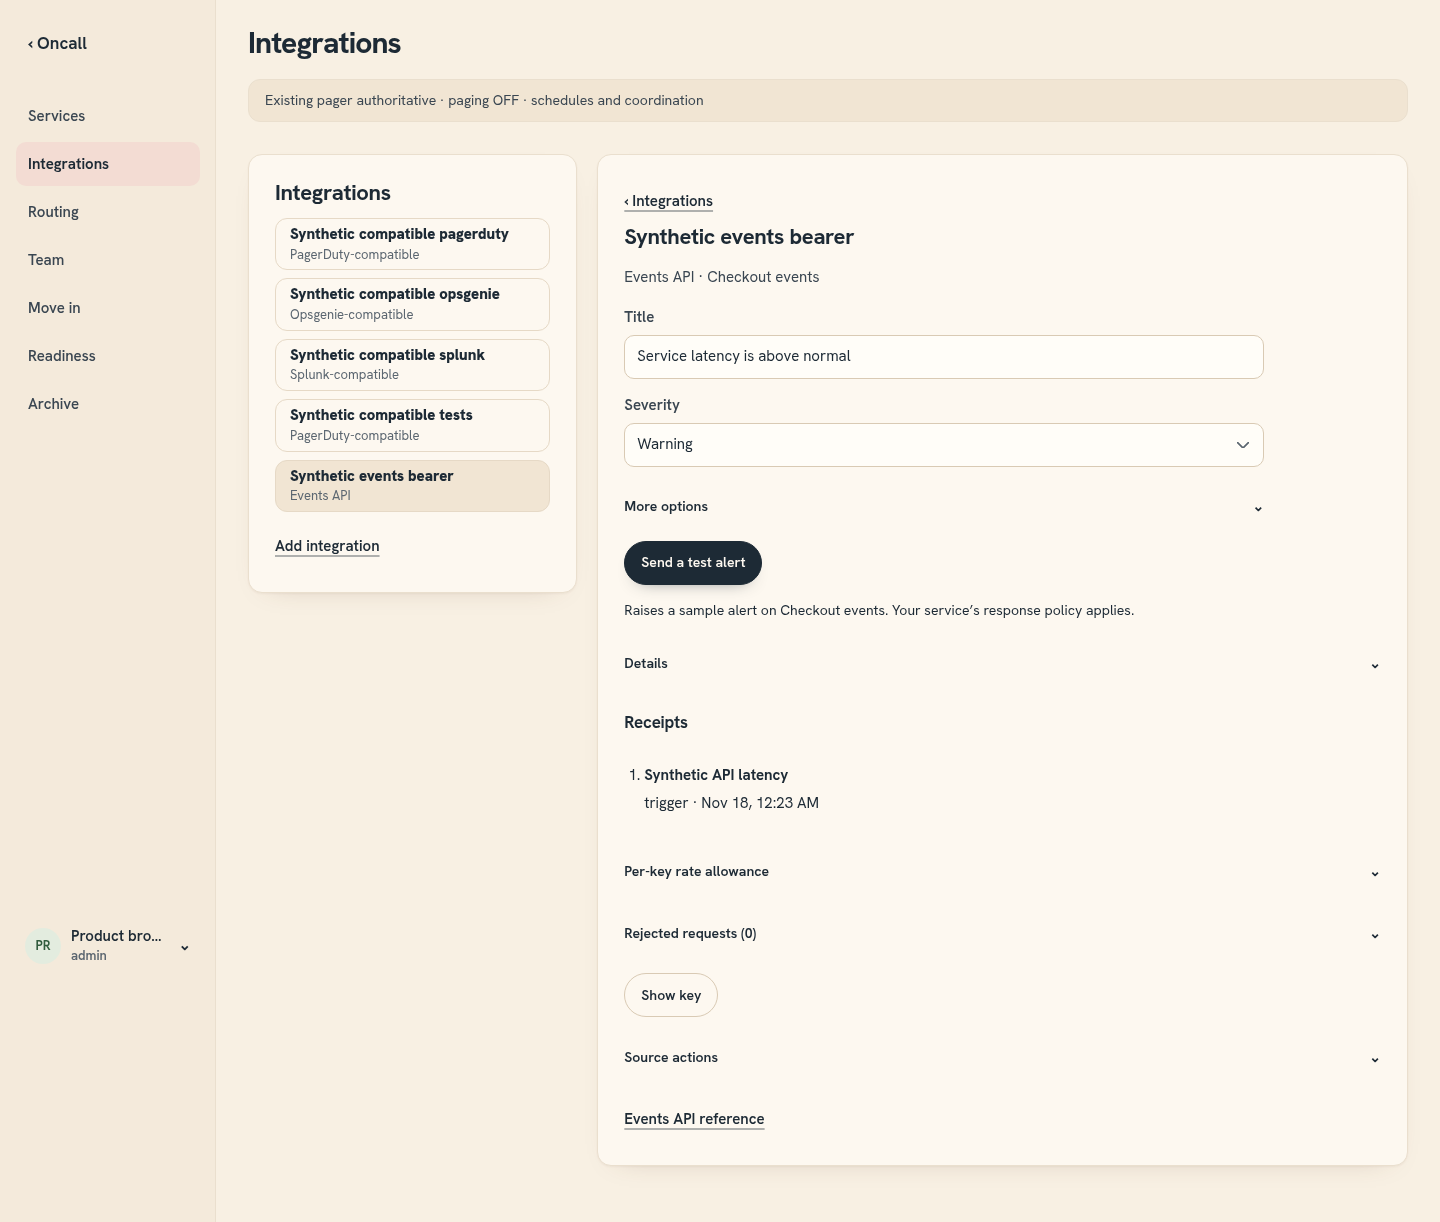 ‹ Oncall
Services
Integrations
Routing
Team
Move in
Readiness
Archive
PR
Product bro...
admin
Integrations
Existing pager authoritative · paging OFF · schedules and coordination
Integrations
Synthetic compatible pagerduty
PagerDuty-compatible
Synthetic compatible opsgenie
Opsgenie-compatible
Synthetic compatible splunk
Splunk-compatible
Synthetic compatible tests
PagerDuty-compatible
Synthetic events bearer
Events API
Add integration
‹ Integrations
Synthetic events bearer
Events API · Checkout events
Title
Service latency is above normal
Severity
Warning
More options
Send a test alert
Raises a sample alert on Checkout events. Your service’s response policy applies.
Details
Receipts
1. Synthetic API latency
trigger · Nov 18, 12:23 AM
Per-key rate allowance
Rejected requests (0)
Show key
Source actions
Events API reference